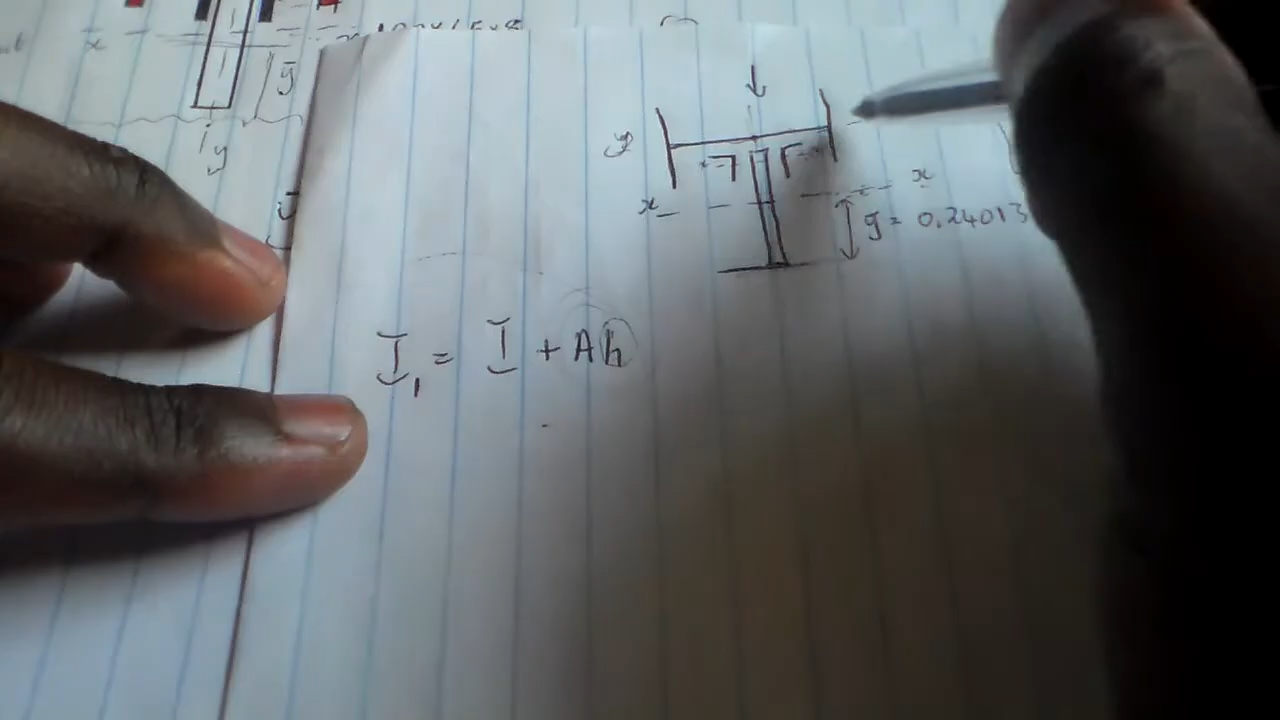 x
ȳ
y
y
x
x
ȳ = 0.24013
I₁ = I + Ah